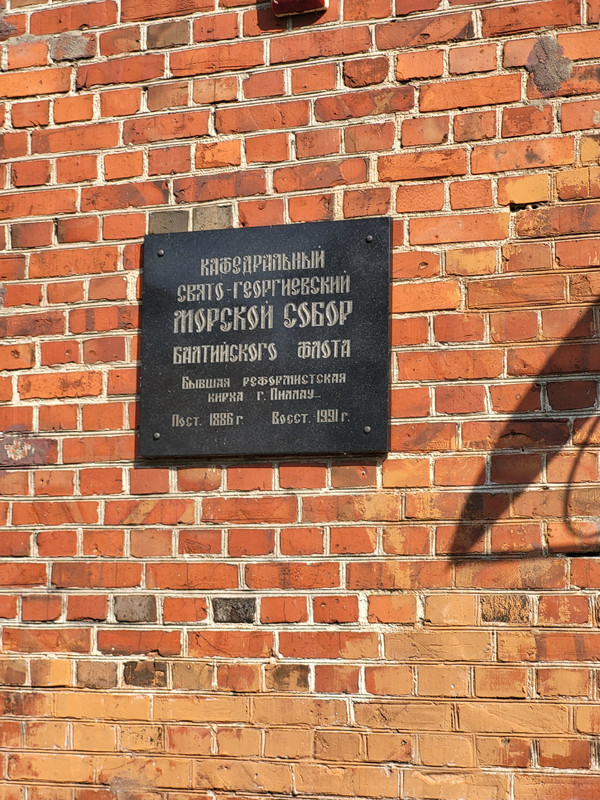 КАФЕДРАЛЬНЫЙ
СВЯТО-ГЕОРГИЕВСКИЙ
МОРСКОЙ СОБОР
БАЛТИЙСКОГО ФЛОТА
Бывшая реформистская
кирха г. Пиллау
Пост. 1886 г. Восст. 1991 г.